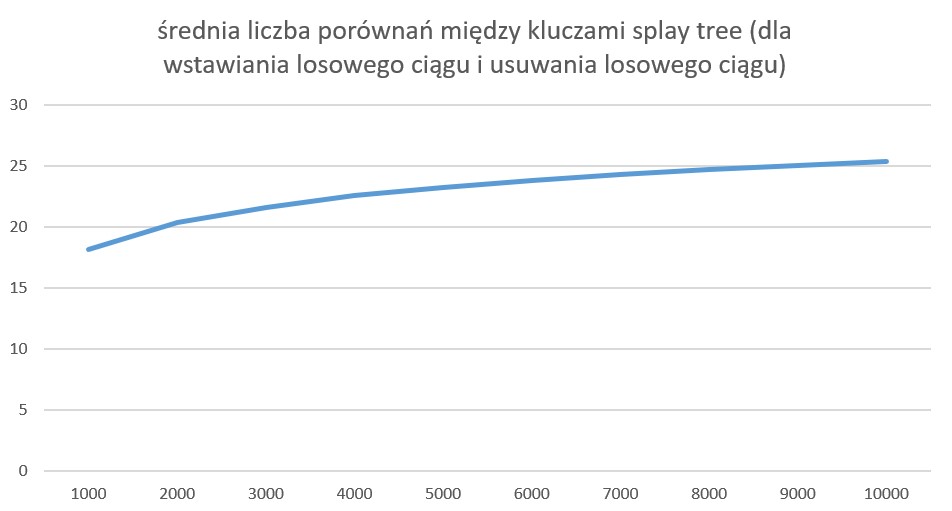 średnia liczba porównań między kluczami splay tree (dla
wstawiania losowego ciągu i usuwania losowego ciągu)
30
25
20
15
10
5
0
1000 2000 3000 4000 5000 6000 7000 8000 9000 10000